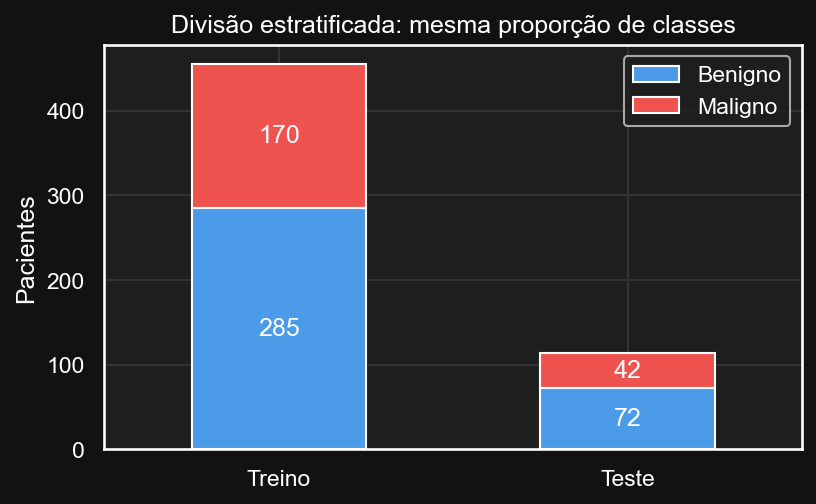 Divisão estratificada: mesma proporção de classes
Benigno
Maligno
Pacientes
400
300
200
100
0
170
285
42
72
Treino
Teste